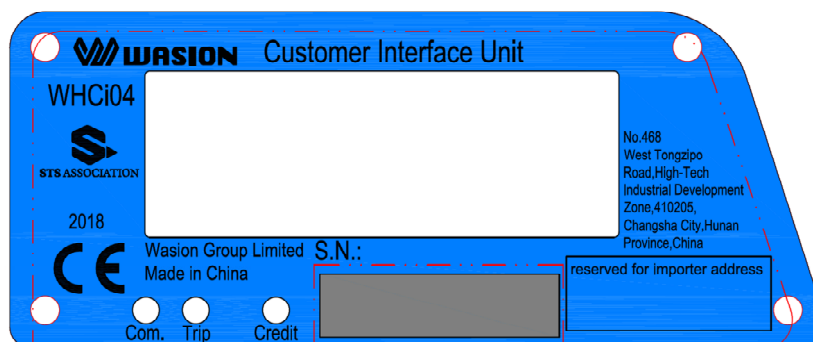 WASION Customer Interface Unit
WHCi04
STS ASSOCIATION
2018
CE
Wasion Group Limited
Made in China
S.N.:
No.468
West Tongzipo
Road,High-Tech
Industrial Development
Zone,410205,
Changsha City,Hunan
Province,China
reserved for importer address
Com. Trip Credit